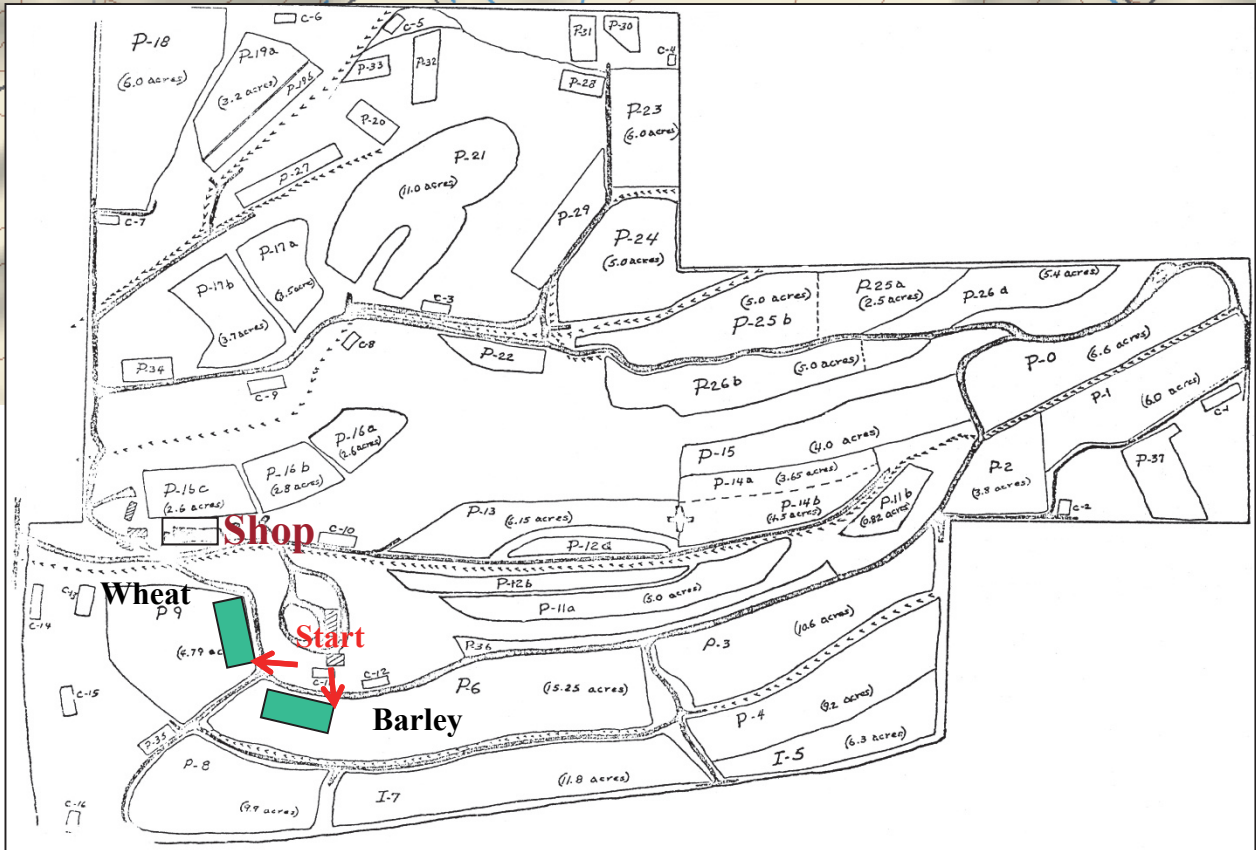 C-6
C-5
P-18
(6.0 acres)
P-19a
(3.2 acres)
P-19b
P-33
P-32
P-31
P-30
C-4
P-28
P-23
(6.0 acres)
P-20
P-27
P-21
(11.0 acres)
C-7
P-29
P-24
(5.0 acres)
P-17a
(3.5 acres)
P-17b
(3.7 acres)
C-3
C-8
P-22
P-34
C-9
(5.0 acres)
P-25b
P-25a
(2.5 acres)
(5.4 acres)
P-26d
P-26b
(5.0 acres)
P-0
(6.6 acres)
P-1
(6.0 acres)
C-1
P-16a
(2.6 acres)
P-16b
(2.8 acres)
P-16c
(2.6 acres)
P-15
(4.0 acres)
P-14a
(3.65 acres)
P-14b
(4.5 acres)
P-11b
(0.82 acres)
P-2
(3.8 acres)
P-37
C-2
Shop
C-10
P-13
(6.15 acres)
P-12a
P-12b
P-11a
(5.0 acres)
C-14
C-13
Wheat
P-9
(4.79 ac
Start
C-12
P-36
P-3
(10.6 acres)
C-15
P-6
(15.25 acres)
Barley
P-4
(9.2 acres)
I-5
(6.3 acres)
P-35
P-8
(9.9 acres)
I-7
(11.8 acres)
C-16